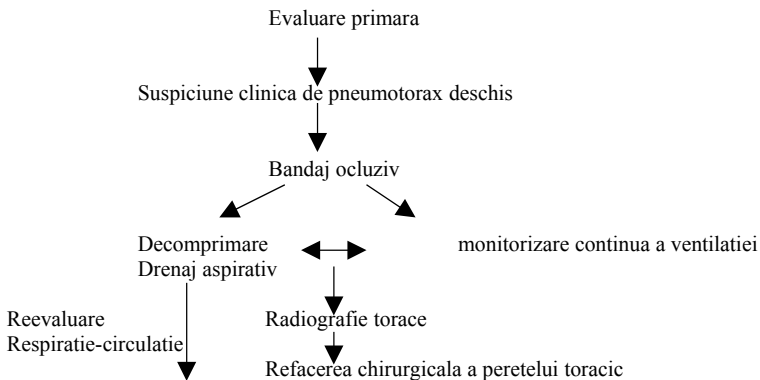 Evaluare primara
Suspiciune clinica de pneumotorax deschis
Bandaj ocluziv
Decomprimare
Drenaj aspirativ
monitorizare continua a ventilatiei
Reevaluare
Respiratie-circulatie
Radiografie torace
Refacerea chirurgicala a peretelui toracic